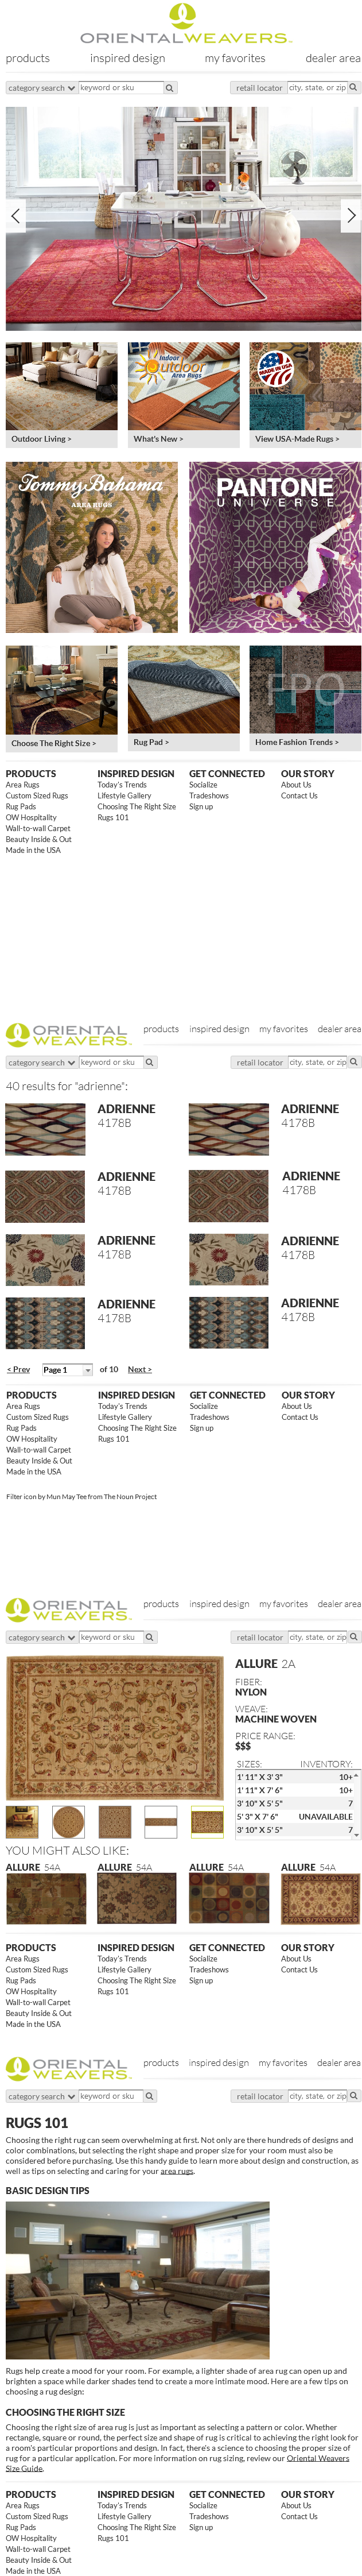 ORIENTALWEAVERS.
products inspired design my favorites dealer area
category search keyword or sku retail locator city, state, or zip
Indoor Outdoor Area Rugs
MADE IN USA
Outdoor Living > What's New > View USA-Made Rugs >
Tommy Bahama
AREA RUGS
PANTONE
UNIVERSE
FPO
Choose The Right Size > Rug Pad > Home Fashion Trends >
PRODUCTS INSPIRED DESIGN GET CONNECTED OUR STORY
Area Rugs Today's Trends Socialize About Us
Custom Sized Rugs Lifestyle Gallery Tradeshows Contact Us
Rug Pads Choosing The Right Size Sign up
OW Hospitality Rugs 101
Wall-to-wall Carpet
Beauty Inside & Out
Made in the USA
ORIENTAL
WEAVERS.
products inspired design my favorites dealer area
category search keyword or sku retail locator city, state, or zip
40 results for "adrienne":
ADRIENNE ADRIENNE
4178B 4178B
ADRIENNE ADRIENNE
4178B 4178B
ADRIENNE ADRIENNE
4178B 4178B
ADRIENNE ADRIENNE
4178B 4178B
< Prev Page 1 of 10 Next >
PRODUCTS INSPIRED DESIGN GET CONNECTED OUR STORY
Area Rugs Today's Trends Socialize About Us
Custom Sized Rugs Lifestyle Gallery Tradeshows Contact Us
Rug Pads Choosing The Right Size Sign up
OW Hospitality Rugs 101
Wall-to-wall Carpet
Beauty Inside & Out
Made in the USA
Filter icon by Mun May Tee from The Noun Project
ORIENTAL
WEAVERS.
products inspired design my favorites dealer area
category search keyword or sku retail locator city, state, or zip
ALLURE 2A
FIBER:
NYLON
WEAVE:
MACHINE WOVEN
PRICE RANGE:
$$$
SIZES: INVENTORY:
1' 11" X 3' 3" 10+
1' 11" X 7' 6" 10+
3' 10" X 5' 5" 7
5' 3" X 7' 6" UNAVAILABLE
3' 10" X 5' 5" 7
YOU MIGHT ALSO LIKE:
ALLURE 54A ALLURE 54A ALLURE 54A ALLURE 54A
PRODUCTS INSPIRED DESIGN GET CONNECTED OUR STORY
Area Rugs Today's Trends Socialize About Us
Custom Sized Rugs Lifestyle Gallery Tradeshows Contact Us
Rug Pads Choosing The Right Size Sign up
OW Hospitality Rugs 101
Wall-to-wall Carpet
Beauty Inside & Out
Made in the USA
ORIENTAL
WEAVERS.
products inspired design my favorites dealer area
category search keyword or sku retail locator city, state, or zip
RUGS 101
Choosing the right rug can seem overwhelming at first. Not only are there hundreds of designs and
color combinations, but selecting the right shape and proper size for your room must also be
considered before purchasing. Use this handy guide to learn more about design and construction, as
well as tips on selecting and caring for your area rugs.
BASIC DESIGN TIPS
Rugs help create a mood for your room. For example, a lighter shade of area rug can open up and
brighten a space while darker shades tend to create a more intimate mood. Here are a few tips on
choosing a rug design:
CHOOSING THE RIGHT SIZE
Choosing the right size of area rug is just as important as selecting a pattern or color. Whether
rectangle, square or round, the perfect size and shape of rug is critical to achieving the right look for
a room's particular proportions and design. In fact, there's a science to choosing the proper size of
rug for a particular application. For more information on rug sizing, review our Oriental Weavers
Size Guide.
PRODUCTS INSPIRED DESIGN GET CONNECTED OUR STORY
Area Rugs Today's Trends Socialize About Us
Custom Sized Rugs Lifestyle Gallery Tradeshows Contact Us
Rug Pads Choosing The Right Size Sign up
OW Hospitality Rugs 101
Wall-to-wall Carpet
Beauty Inside & Out
Made in the USA